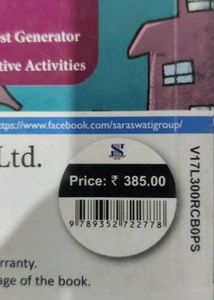 st Generator
tive Activities
https://www.facebook.com/saraswatigroup/
Ltd.
Price: ₹ 385.00
9 789352 722778
V17L300RCB0PS
rranty.
age of the book.